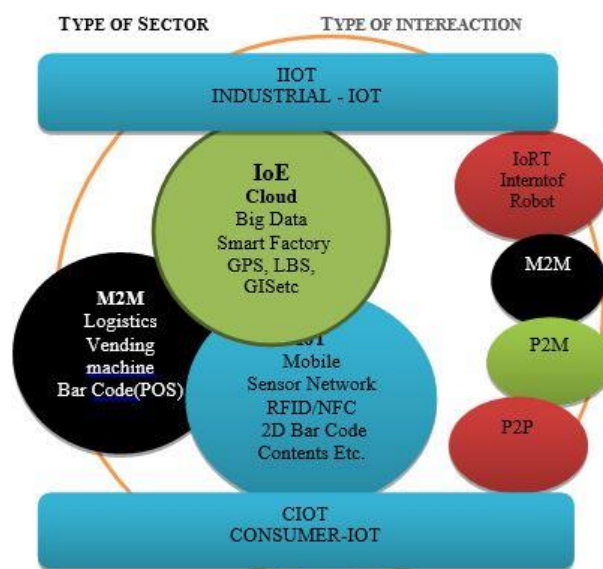 TYPE OF SECTOR
TYPE OF INTEREACTION
IIOT
INDUSTRIAL - IOT
IoE
Cloud
Big Data
Smart Factory
GPS, LBS,
GISetc
M2M
Logistics
Vending
machine
Bar Code(POS)
Mobile
Sensor Network
RFID/NFC
2D Bar Code
Contents Etc.
IoRT
Interntof
Robot
M2M
P2M
P2P
CIOT
CONSUMER-IOT